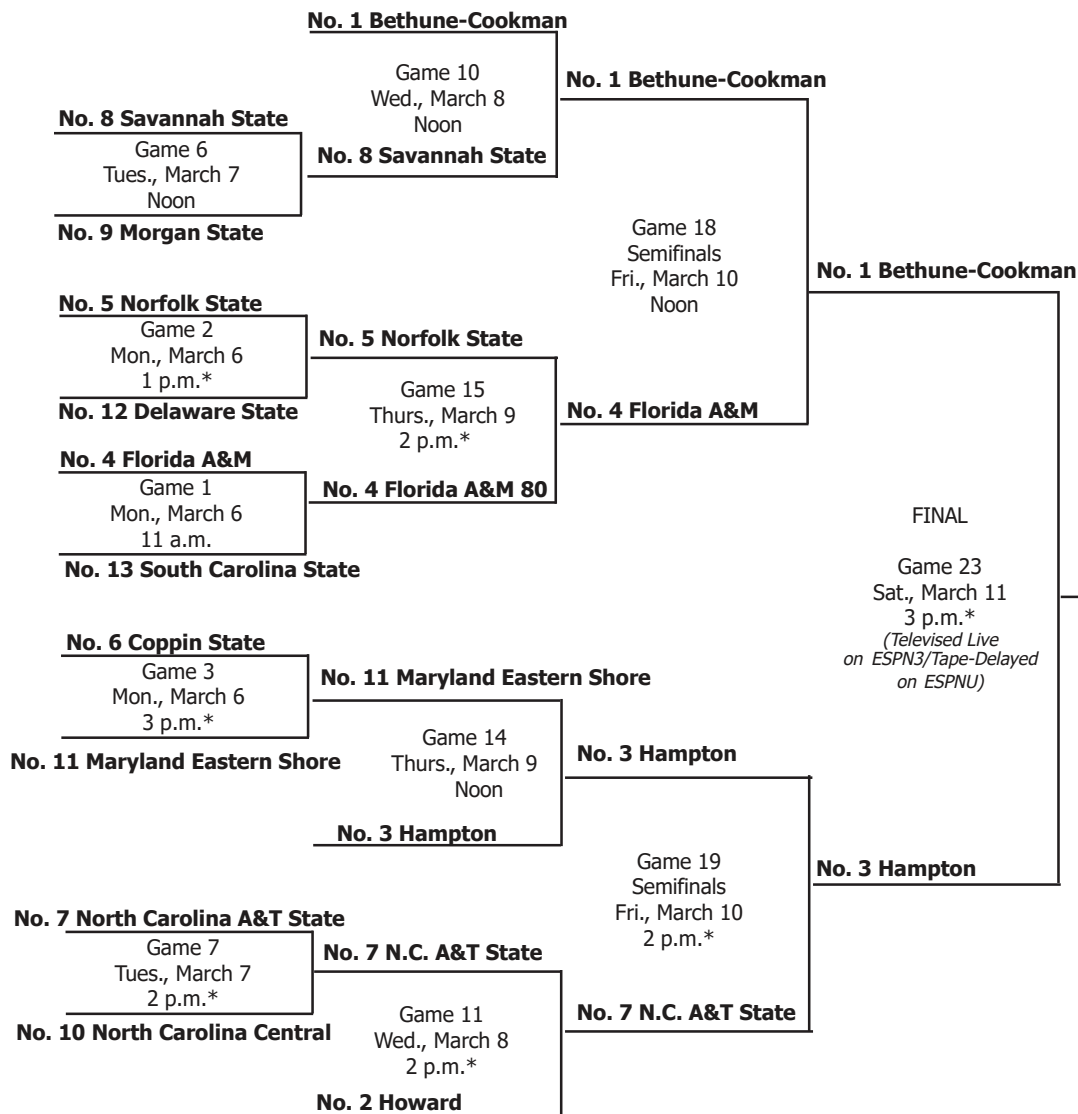 No. 1 Bethune-Cookman
Game 10
Wed., March 8
Noon
No. 1 Bethune-Cookman
No. 8 Savannah State
Game 6
Tues., March 7
Noon
No. 8 Savannah State
No. 9 Morgan State
Game 18
Semifinals
Fri., March 10
Noon
No. 1 Bethune-Cookman
No. 5 Norfolk State
Game 2
Mon., March 6
1 p.m.*
No. 5 Norfolk State
No. 12 Delaware State
Game 15
Thurs., March 9
2 p.m.*
No. 4 Florida A&M
No. 4 Florida A&M
Game 1
Mon., March 6
11 a.m.
No. 4 Florida A&M 80
No. 13 South Carolina State
FINAL
Game 23
Sat., March 11
3 p.m.*
(Televised Live
on ESPN3/Tape-Delayed
on ESPNU)
No. 6 Coppin State
Game 3
Mon., March 6
3 p.m.*
No. 11 Maryland Eastern Shore
No. 11 Maryland Eastern Shore
Game 14
Thurs., March 9
Noon
No. 3 Hampton
No. 3 Hampton
Game 19
Semifinals
Fri., March 10
2 p.m.*
No. 3 Hampton
No. 7 North Carolina A&T State
Game 7
Tues., March 7
2 p.m.*
No. 7 N.C. A&T State
No. 10 North Carolina Central
Game 11
Wed., March 8
2 p.m.*
No. 7 N.C. A&T State
No. 2 Howard